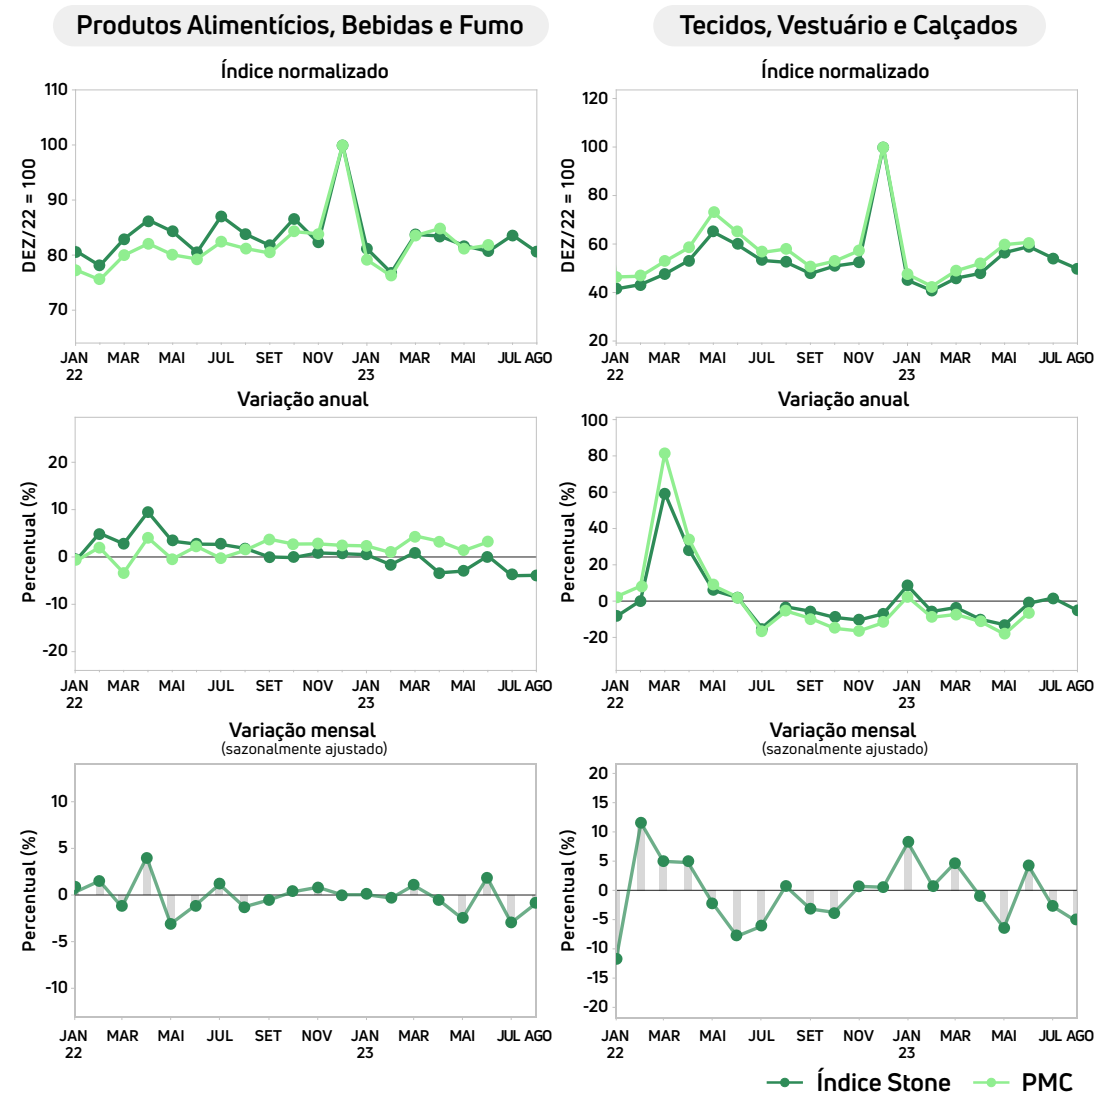 Produtos Alimentícios, Bebidas e Fumo
Índice normalizado
DEZ/22 = 100
110
100
90
80
70
JAN MAR MAI JUL SET NOV JAN MAR MAI JUL AGO
22 23
Variação anual
Percentual (%)
20
10
0
-10
-20
JAN MAR MAI JUL SET NOV JAN MAR MAI JUL AGO
22 23
Variação mensal
(sazonalmente ajustado)
Percentual (%)
10
5
0
-5
-10
JAN MAR MAI JUL SET NOV JAN MAR MAI JUL AGO
22 23
Tecidos, Vestuário e Calçados
Índice normalizado
DEZ/22 = 100
120
100
80
60
40
20
JAN MAR MAI JUL SET NOV JAN MAR MAI JUL AGO
22 23
Variação anual
Percentual (%)
100
80
60
40
20
0
-20
JAN MAR MAI JUL SET NOV JAN MAR MAI JUL AGO
22 23
Variação mensal
(sazonalmente ajustado)
Percentual (%)
20
15
10
5
0
-5
-10
-15
-20
JAN MAR MAI JUL SET NOV JAN MAR MAI JUL AGO
22 23
Índice Stone PMC